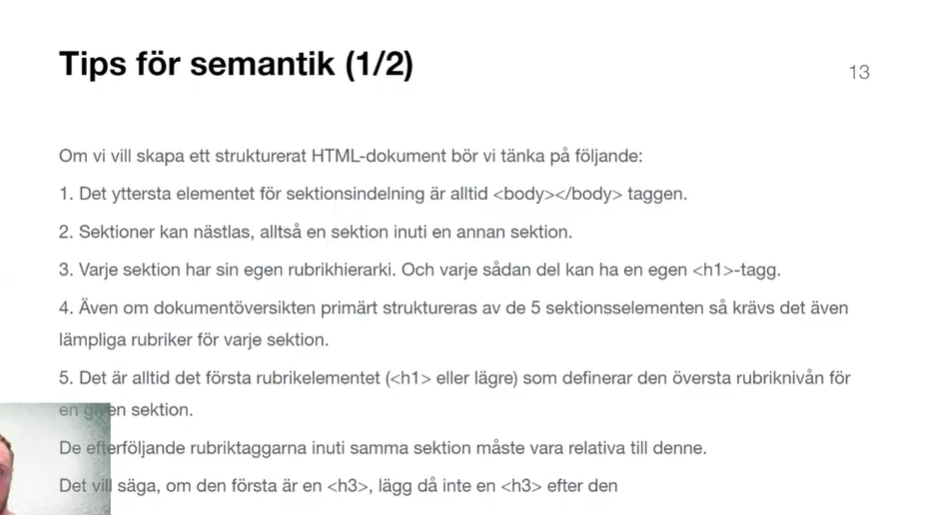 Tips för semantik (1/2)
13
Om vi vill skapa ett strukturerat HTML-dokument bör vi tänka på följande:
1. Det yttersta elementet för sektionsindelning är alltid <body></body> taggen.
2. Sektioner kan nästlas, alltså en sektion inuti en annan sektion.
3. Varje sektion har sin egen rubrikhierarki. Och varje sådan del kan ha en egen <h1>-tagg.
4. Även om dokumentöversikten primärt struktureras av de 5 sektionsselementen så krävs det även
lämpliga rubriker för varje sektion.
5. Det är alltid det första rubrikelementet (<h1> eller lägre) som definerar den översta rubriknivån för
en given sektion.
De efterföljande rubriktaggarna inuti samma sektion måste vara relativa till denne.
Det vill säga, om den första är en <h3>, lägg då inte en <h3> efter den